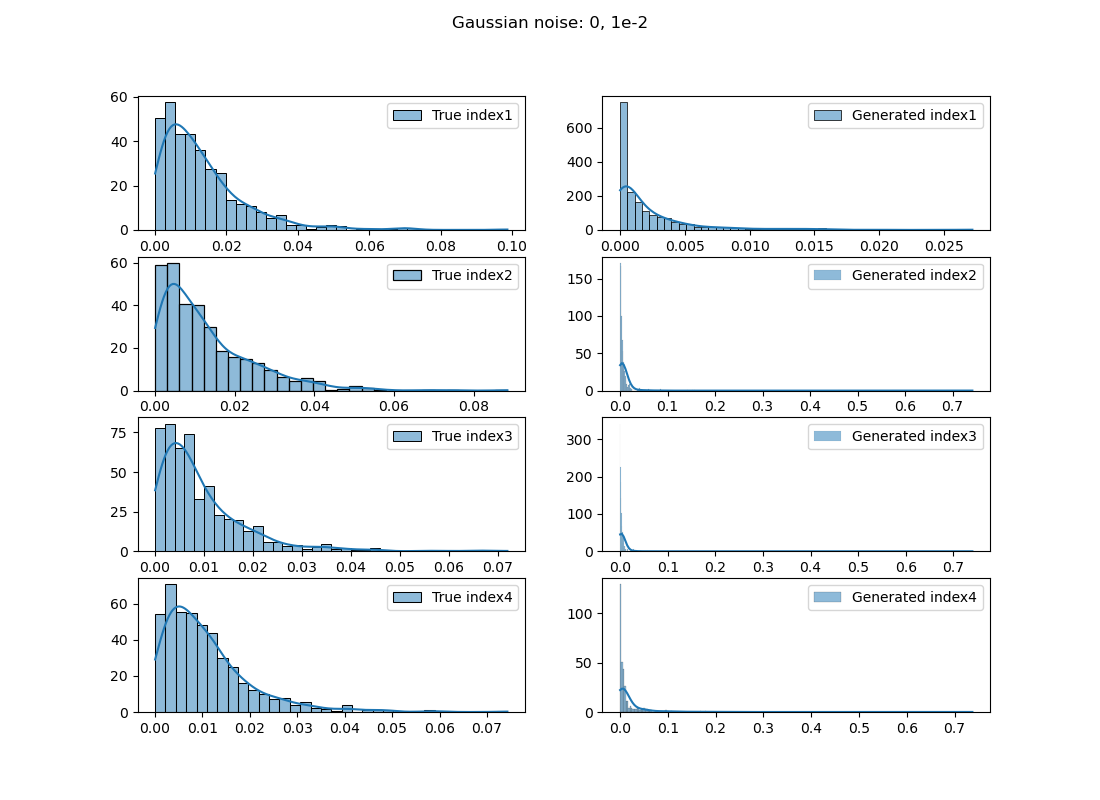 Gaussian noise: 0, 1e-2
60
40
20
0
True index1
0.00 0.02 0.04 0.06 0.08 0.10
600
400
200
0
Generated index1
0.000 0.005 0.010 0.015 0.020 0.025
60
40
20
0
True index2
0.00 0.02 0.04 0.06 0.08
150
100
50
0
Generated index2
0.0 0.1 0.2 0.3 0.4 0.5 0.6 0.7
75
50
25
0
True index3
0.00 0.01 0.02 0.03 0.04 0.05 0.06 0.07
300
200
100
0
Generated index3
0.0 0.1 0.2 0.3 0.4 0.5 0.6 0.7
60
40
20
0
True index4
0.00 0.01 0.02 0.03 0.04 0.05 0.06 0.07
100
50
0
Generated index4
0.0 0.1 0.2 0.3 0.4 0.5 0.6 0.7